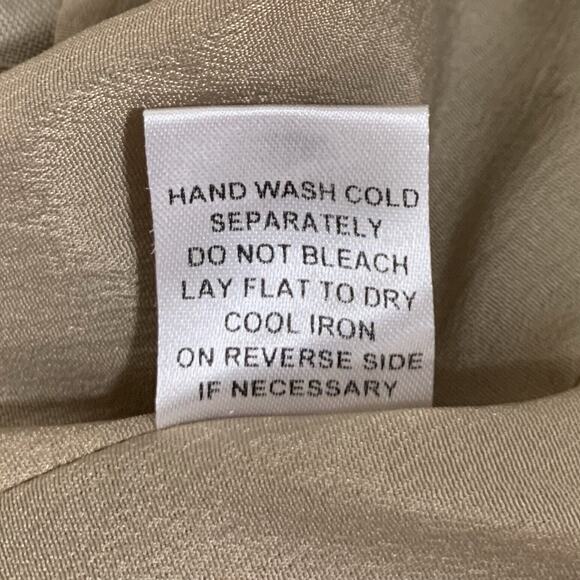 HAND WASH COLD
SEPARATELY
DO NOT BLEACH
LAY FLAT TO DRY
COOL IRON
ON REVERSE SIDE
IF NECESSARY